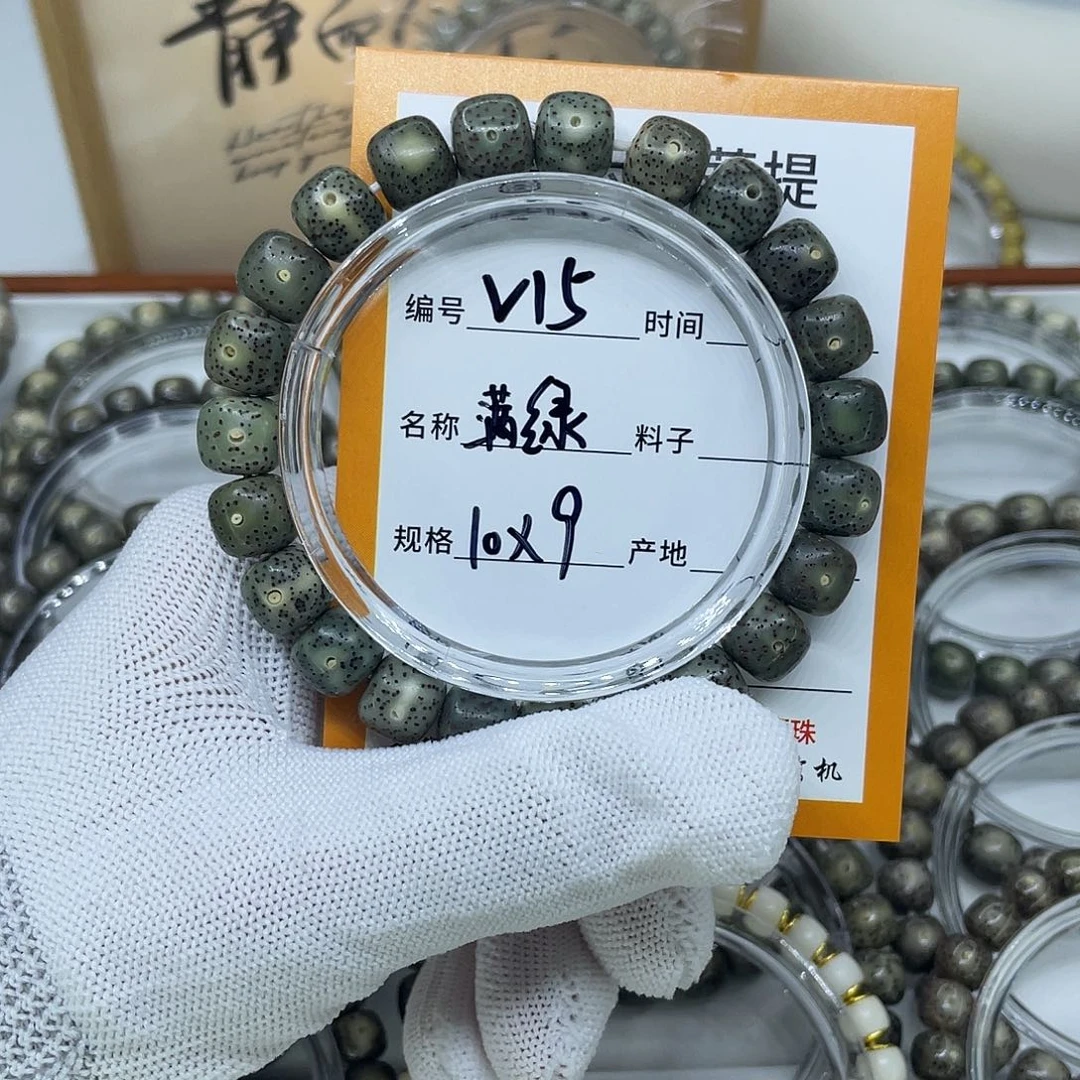 静
菩提
编号 V15 时间
名称 满绿 料子
规格 10X9 产地
珠
机